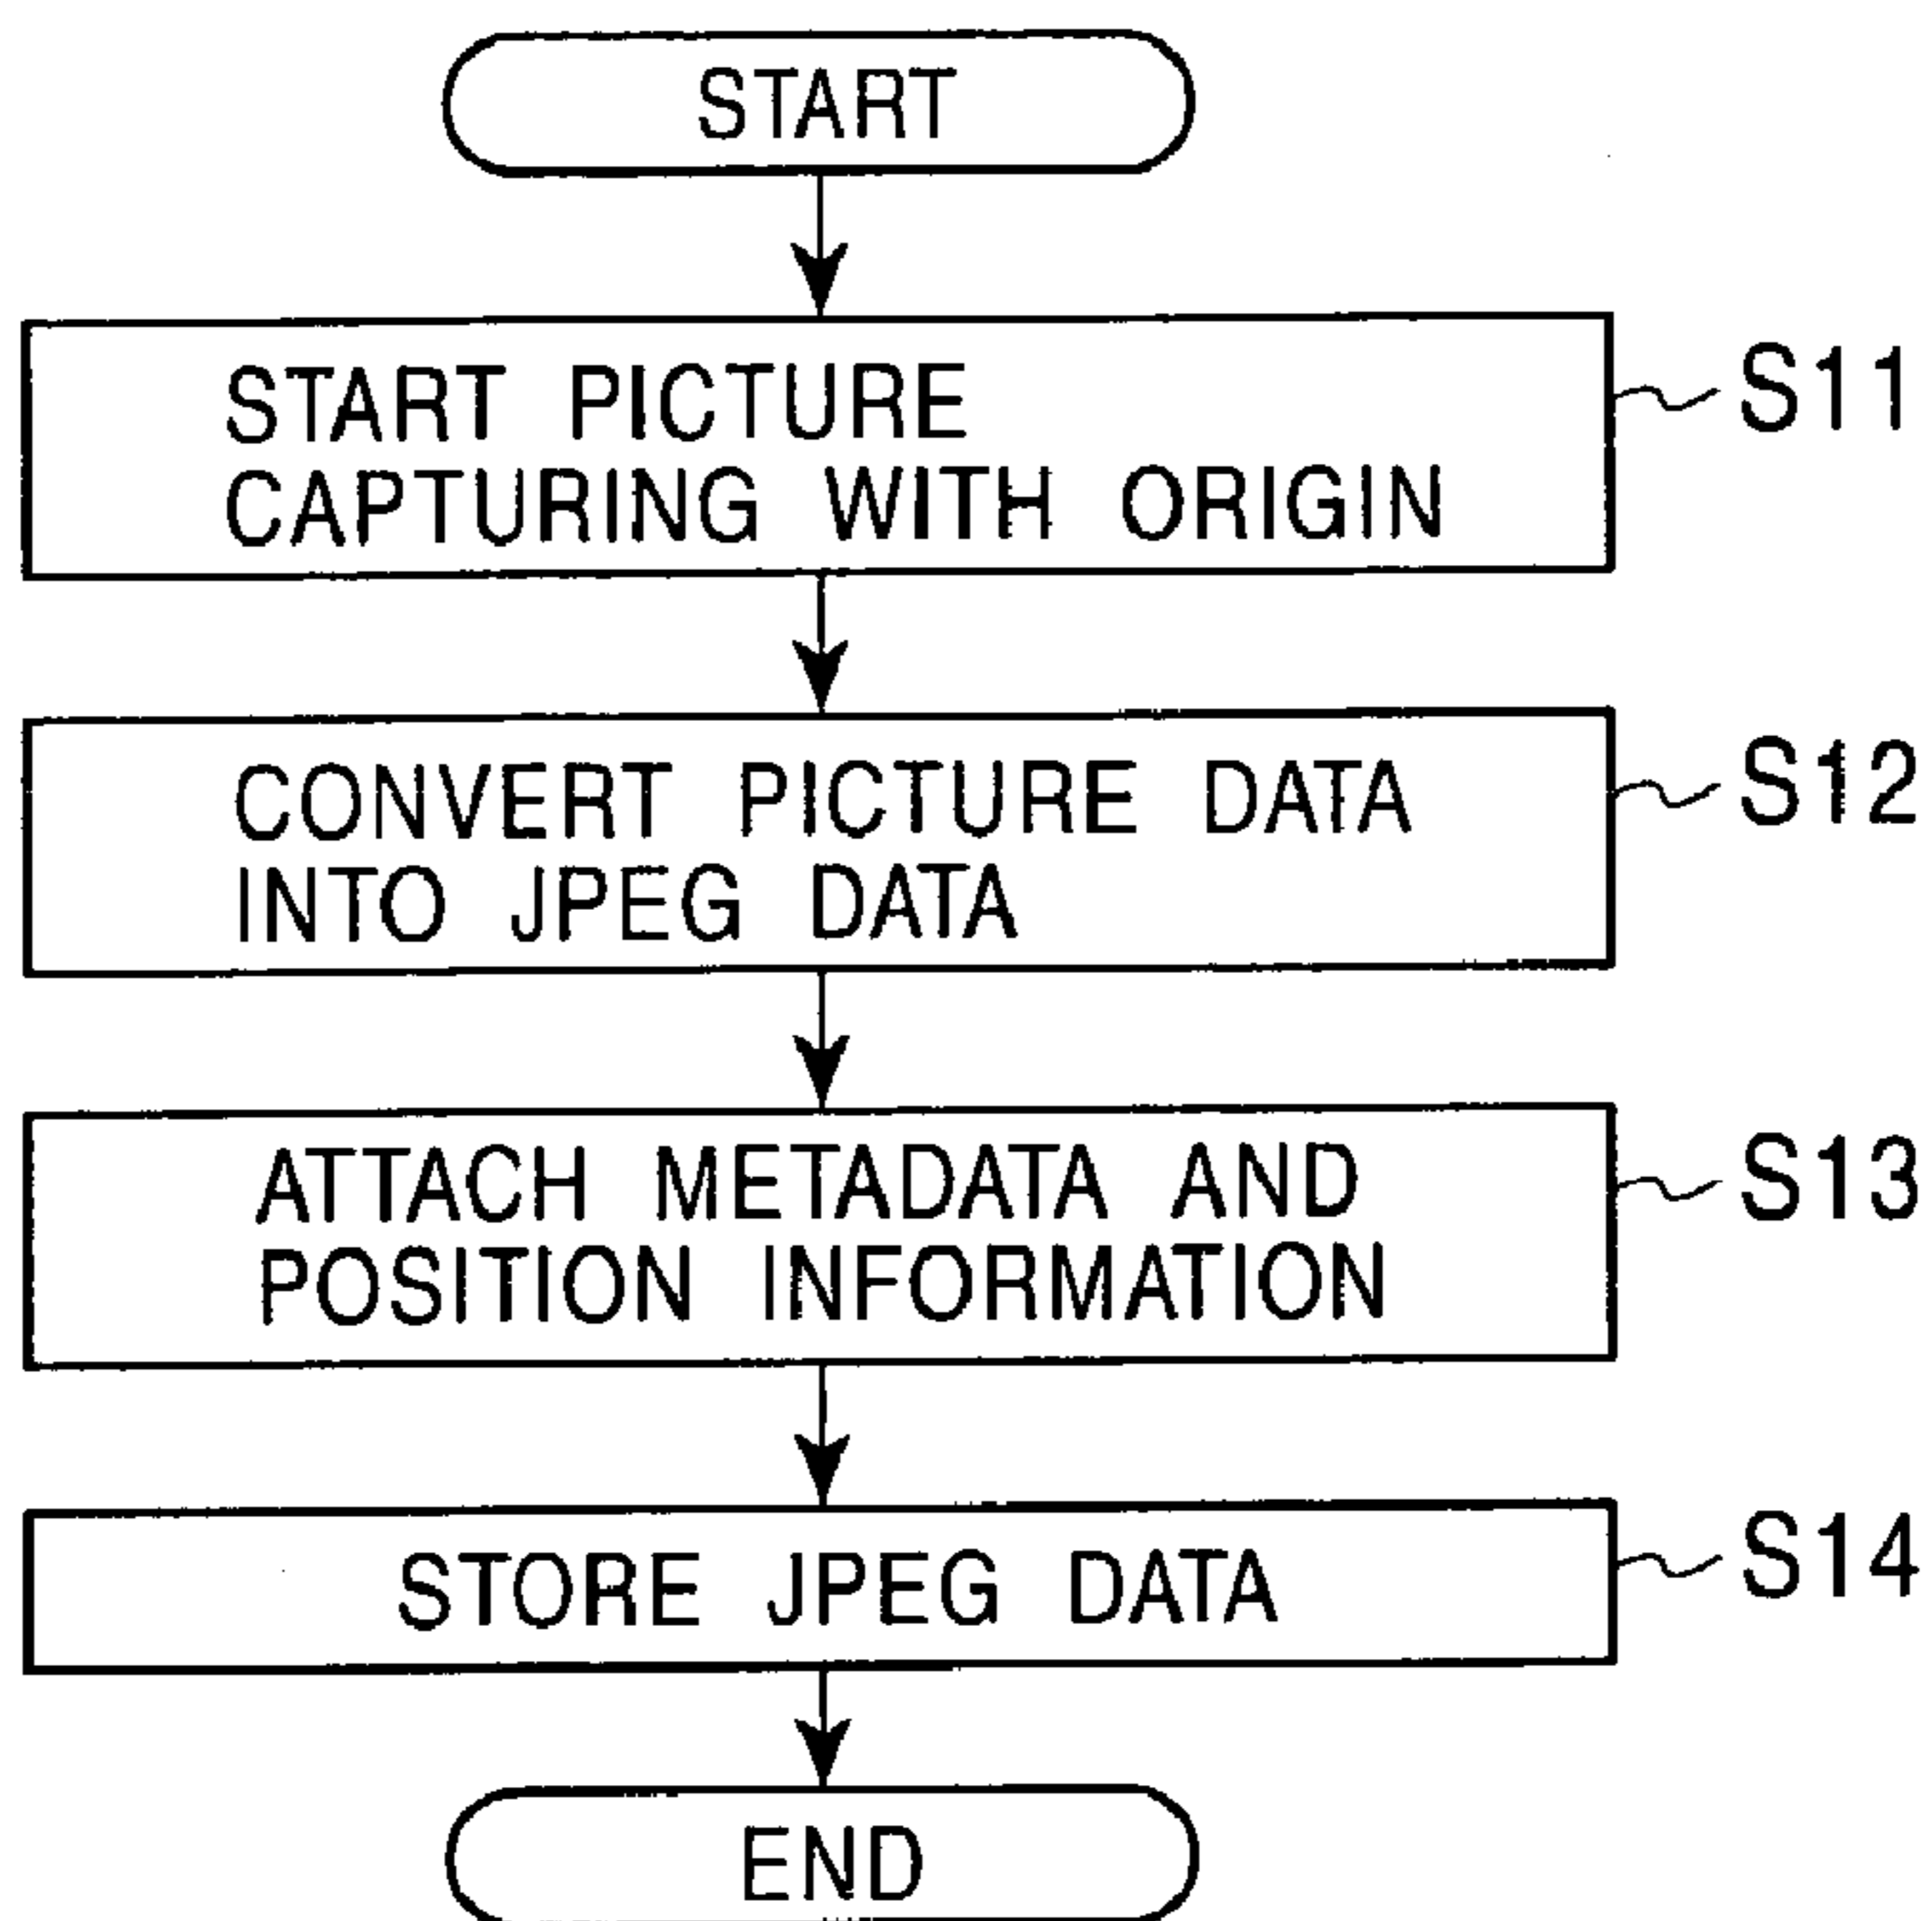 START
START PICTURE
CAPTURING WITH ORIGIN
S11
CONVERT PICTURE DATA
INTO JPEG DATA
S12
ATTACH METADATA AND
POSITION INFORMATION
S13
STORE JPEG DATA
S14
END